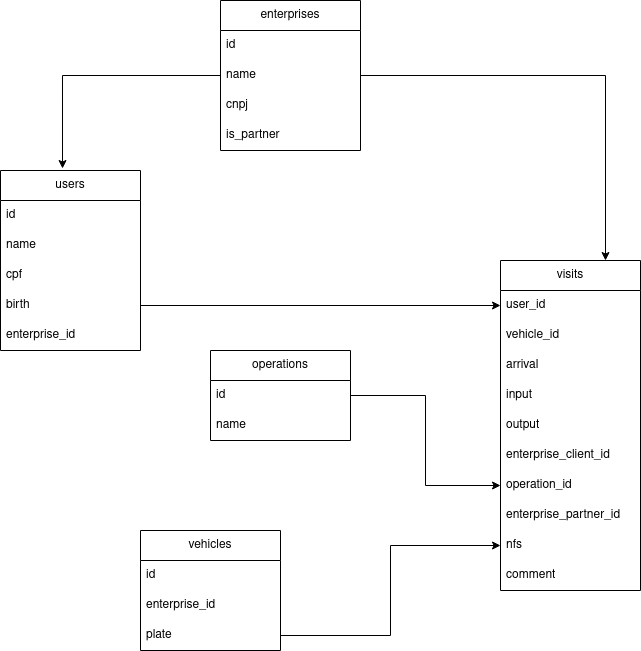 enterprises
id
name
cnpj
is_partner
users
id
name
cpf
birth
enterprise_id
visits
user_id
vehicle_id
arrival
input
output
enterprise_client_id
operation_id
enterprise_partner_id
nfs
comment
operations
id
name
vehicles
id
enterprise_id
plate